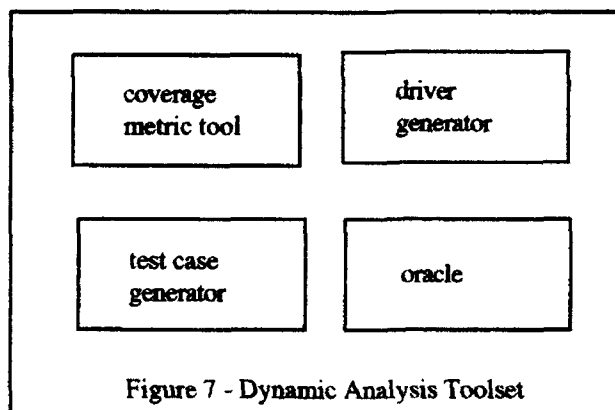 coverage
metric tool
driver
generator
test case
generator
oracle
Figure 7 - Dynamic Analysis Toolset